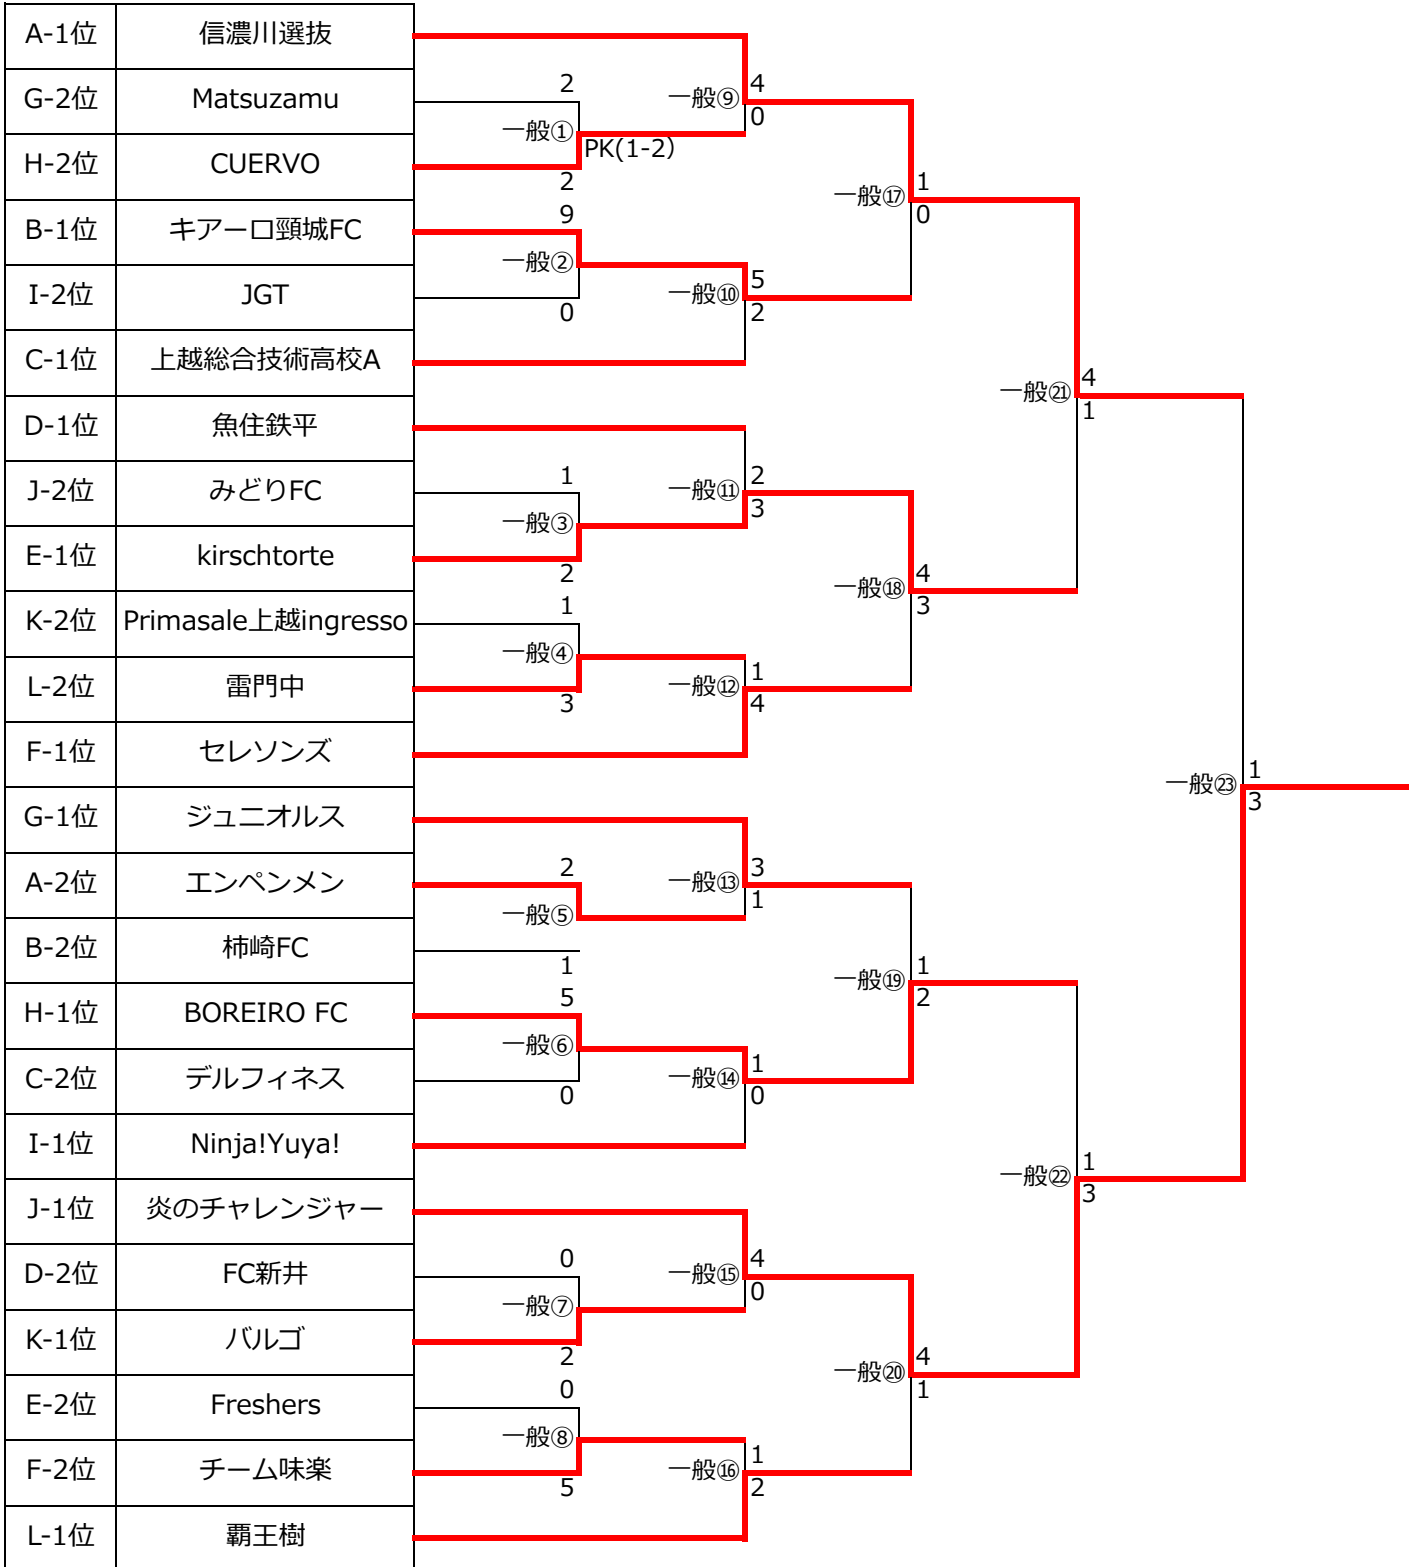 A-1位 信濃川選抜
G-2位 Matsuzamu
H-2位 CUERVO
B-1位 キアーロ頸城FC
I-2位 JGT
C-1位 上越総合技術高校A
D-1位 魚住鉄平
J-2位 みどりFC
E-1位 kirschtorte
K-2位 Primasale上越ingresso
L-2位 雷門中
F-1位 セレソンズ
G-1位 ジュニオルス
A-2位 エンペンメン
B-2位 柿崎FC
H-1位 BOREIRO FC
C-2位 デルフィネス
I-1位 Ninja!Yuya!
J-1位 炎のチャレンジャー
D-2位 FC新井
K-1位 バルゴ
E-2位 Freshers
F-2位 チーム味楽
L-1位 覇王樹
2
一般①
PK(1-2）
2
9
一般②
0
1
一般③
2
1
一般④
3
2
一般⑤
1
5
一般⑥
0
0
一般⑦
2
0
一般⑧
5
一般⑨ 4
0
一般⑩ 5
2
一般⑪ 2
3
一般⑫ 1
4
一般⑬ 3
1
一般⑭ 1
0
一般⑮ 4
0
一般⑯ 1
2
一般⑰ 1
0
一般⑱ 4
3
一般⑲ 1
2
一般⑳ 4
1
一般㉑ 4
1
一般㉒ 1
3
一般㉓ 1
3